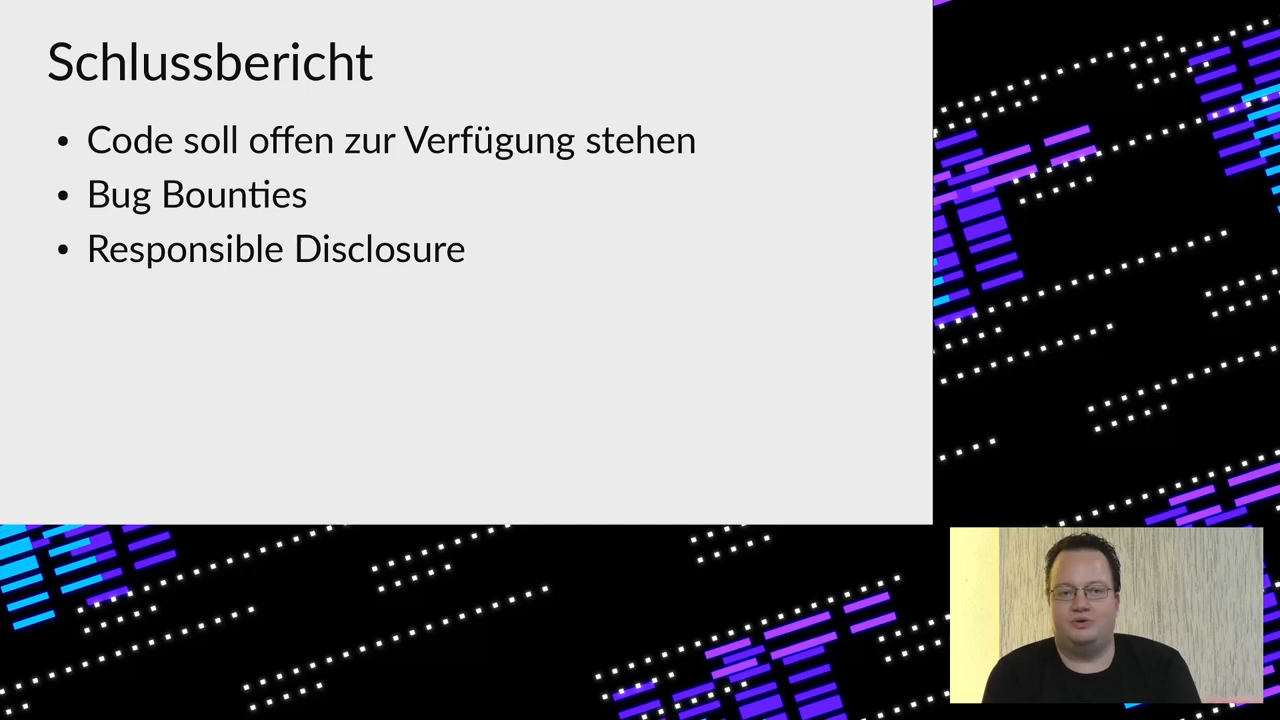 Schlussbericht
• Code soll offen zur Verfügung stehen
• Bug Bounties
• Responsible Disclosure